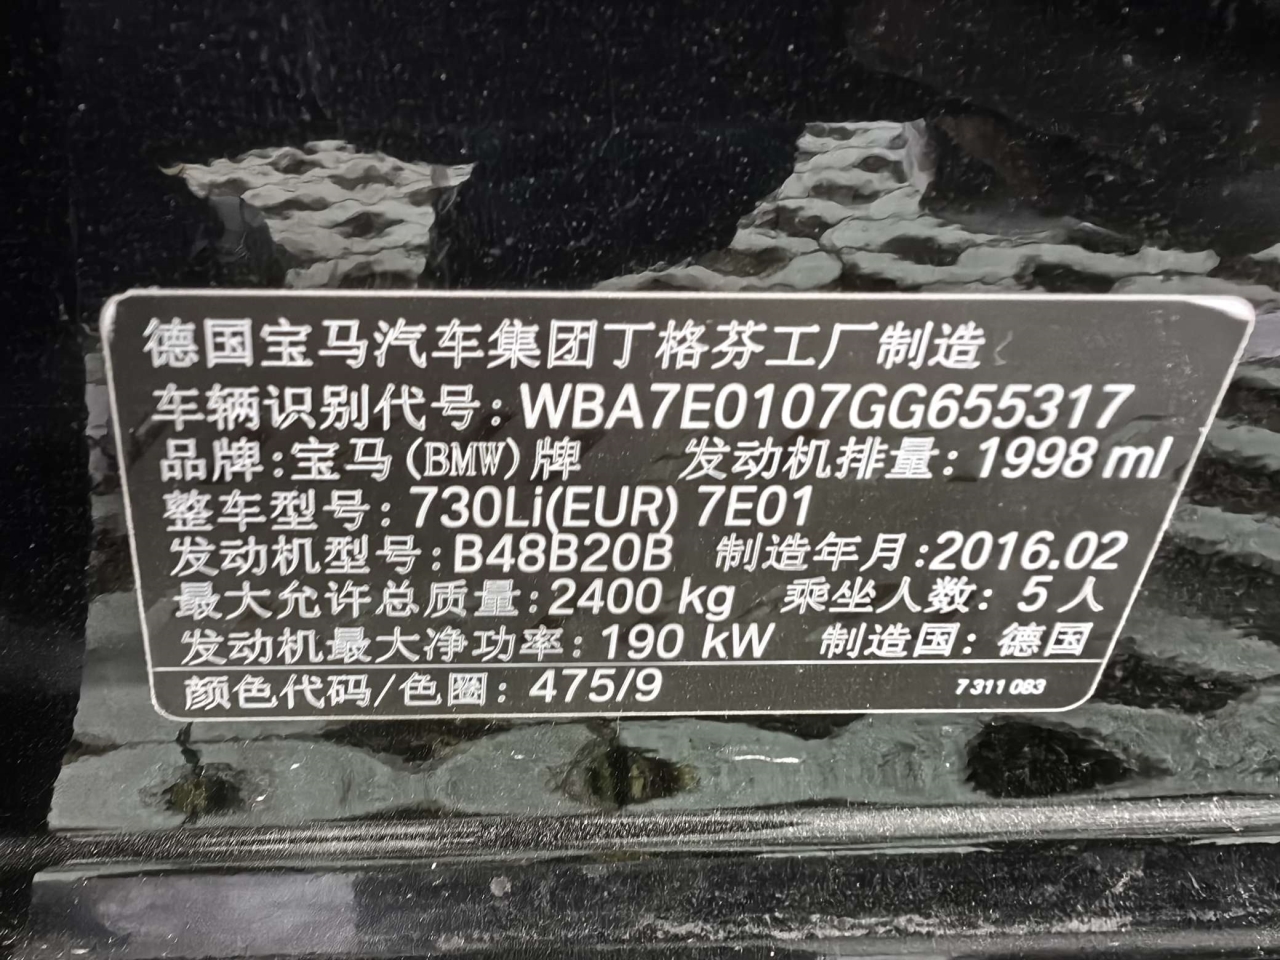 德国宝马汽车集团丁格芬工厂制造
车辆识别代号：WBA7E0107GG655317
品牌：宝马(BMW)牌 发动机排量：1998 ml
整车型号：730Li(EUR) 7E01
发动机型号：B48B20B 制造年月：2016.02
最大允许总质量：2400 kg 乘坐人数：5人
发动机最大净功率：190 kW 制造国：德国
颜色代码/色圈：475/9 7 311 083